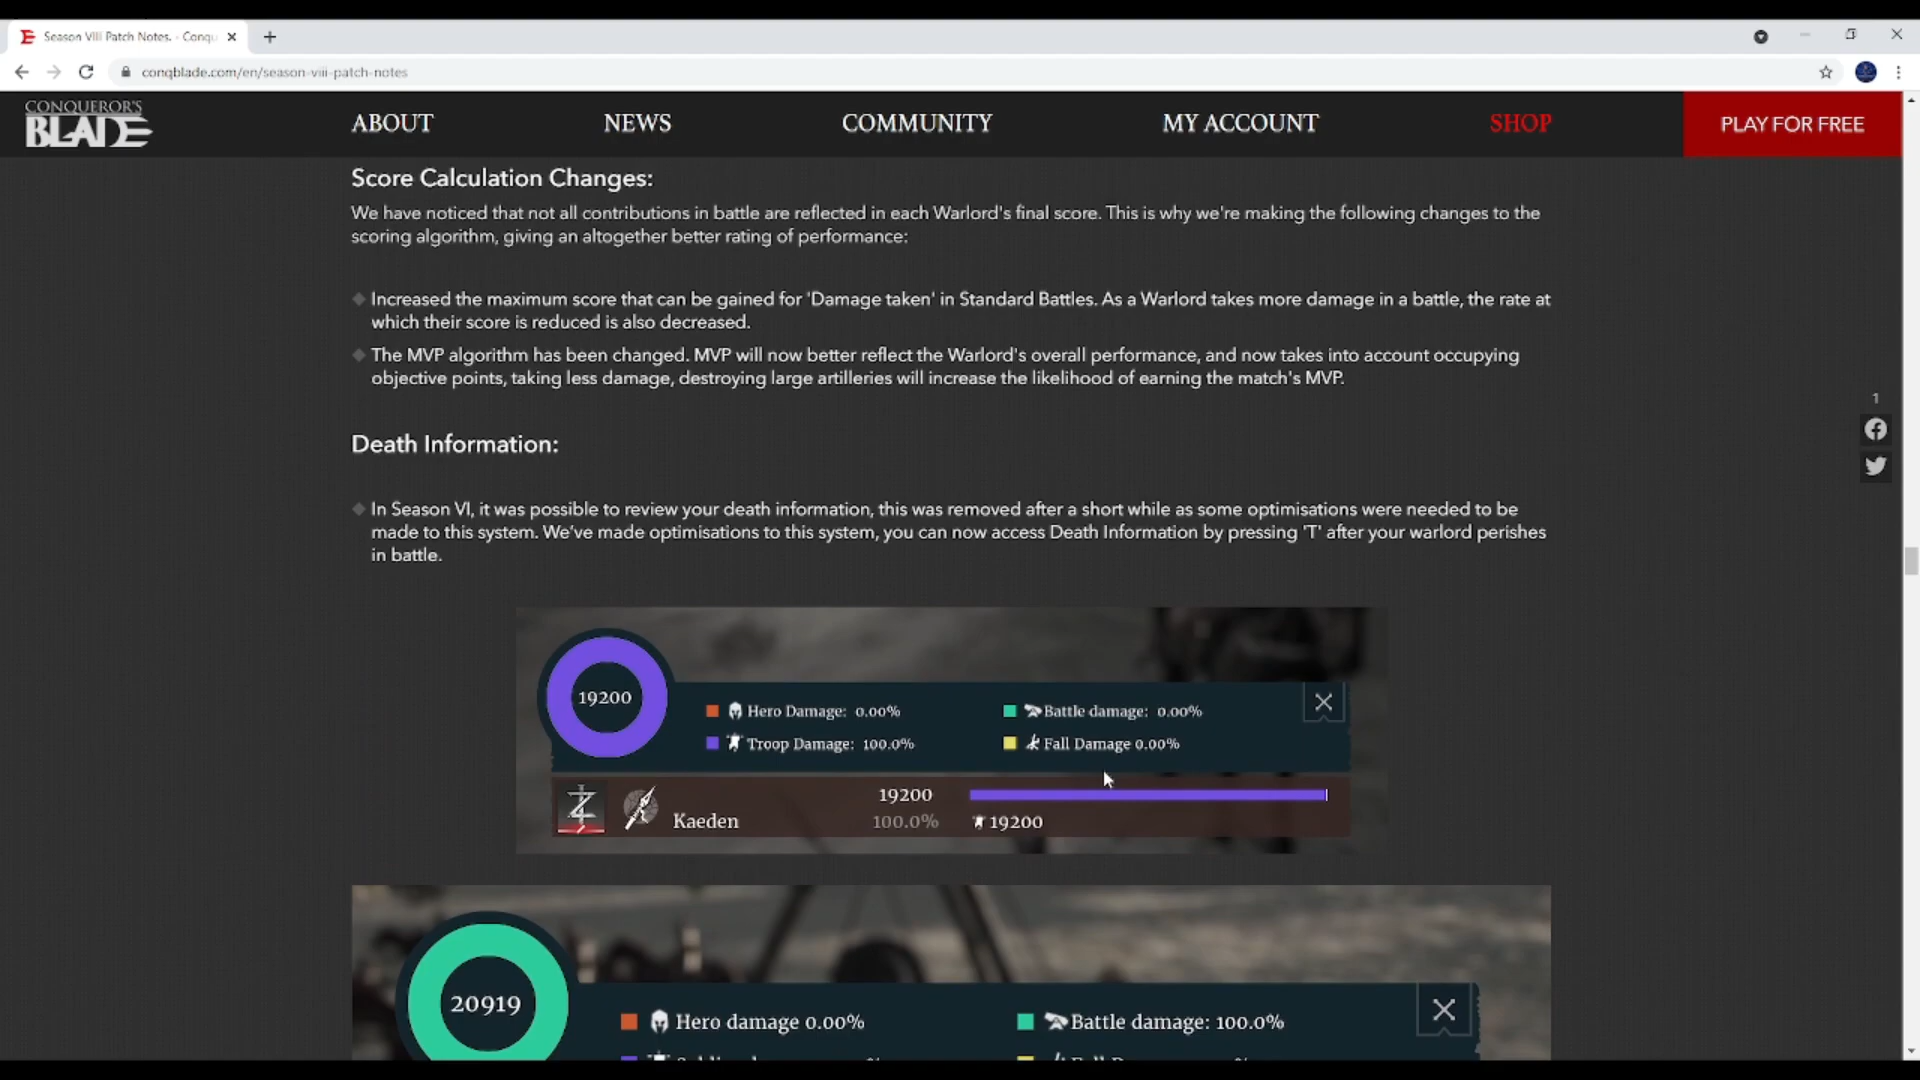 Season VIII Patch Notes. - Conqu
conqblade.com/en/season-viii-patch-notes
CONQUEROR'S
BLADE
ABOUT
NEWS
COMMUNITY
MY ACCOUNT
SHOP
PLAY FOR FREE
Score Calculation Changes:
We have noticed that not all contributions in battle are reflected in each Warlord's final score. This is why we're making the following changes to the
scoring algorithm, giving an altogether better rating of performance:
Increased the maximum score that can be gained for 'Damage taken' in Standard Battles. As a Warlord takes more damage in a battle, the rate at
which their score is reduced is also decreased.
The MVP algorithm has been changed. MVP will now better reflect the Warlord's overall performance, and now takes into account occupying
objective points, taking less damage, destroying large artilleries will increase the likelihood of earning the match's MVP.
1
Death Information:
In Season VI, it was possible to review your death information, this was removed after a short while as some optimisations were needed to be
made to this system. We've made optimisations to this system, you can now access Death Information by pressing 'T' after your warlord perishes
in battle.
19200
Hero Damage: 0.00%
Battle damage: 0.00%
Troop Damage: 100.0%
Fall Damage 0.00%
Kaeden
19200
100.0%
19200
20919
Hero damage 0.00%
Battle damage: 100.0%